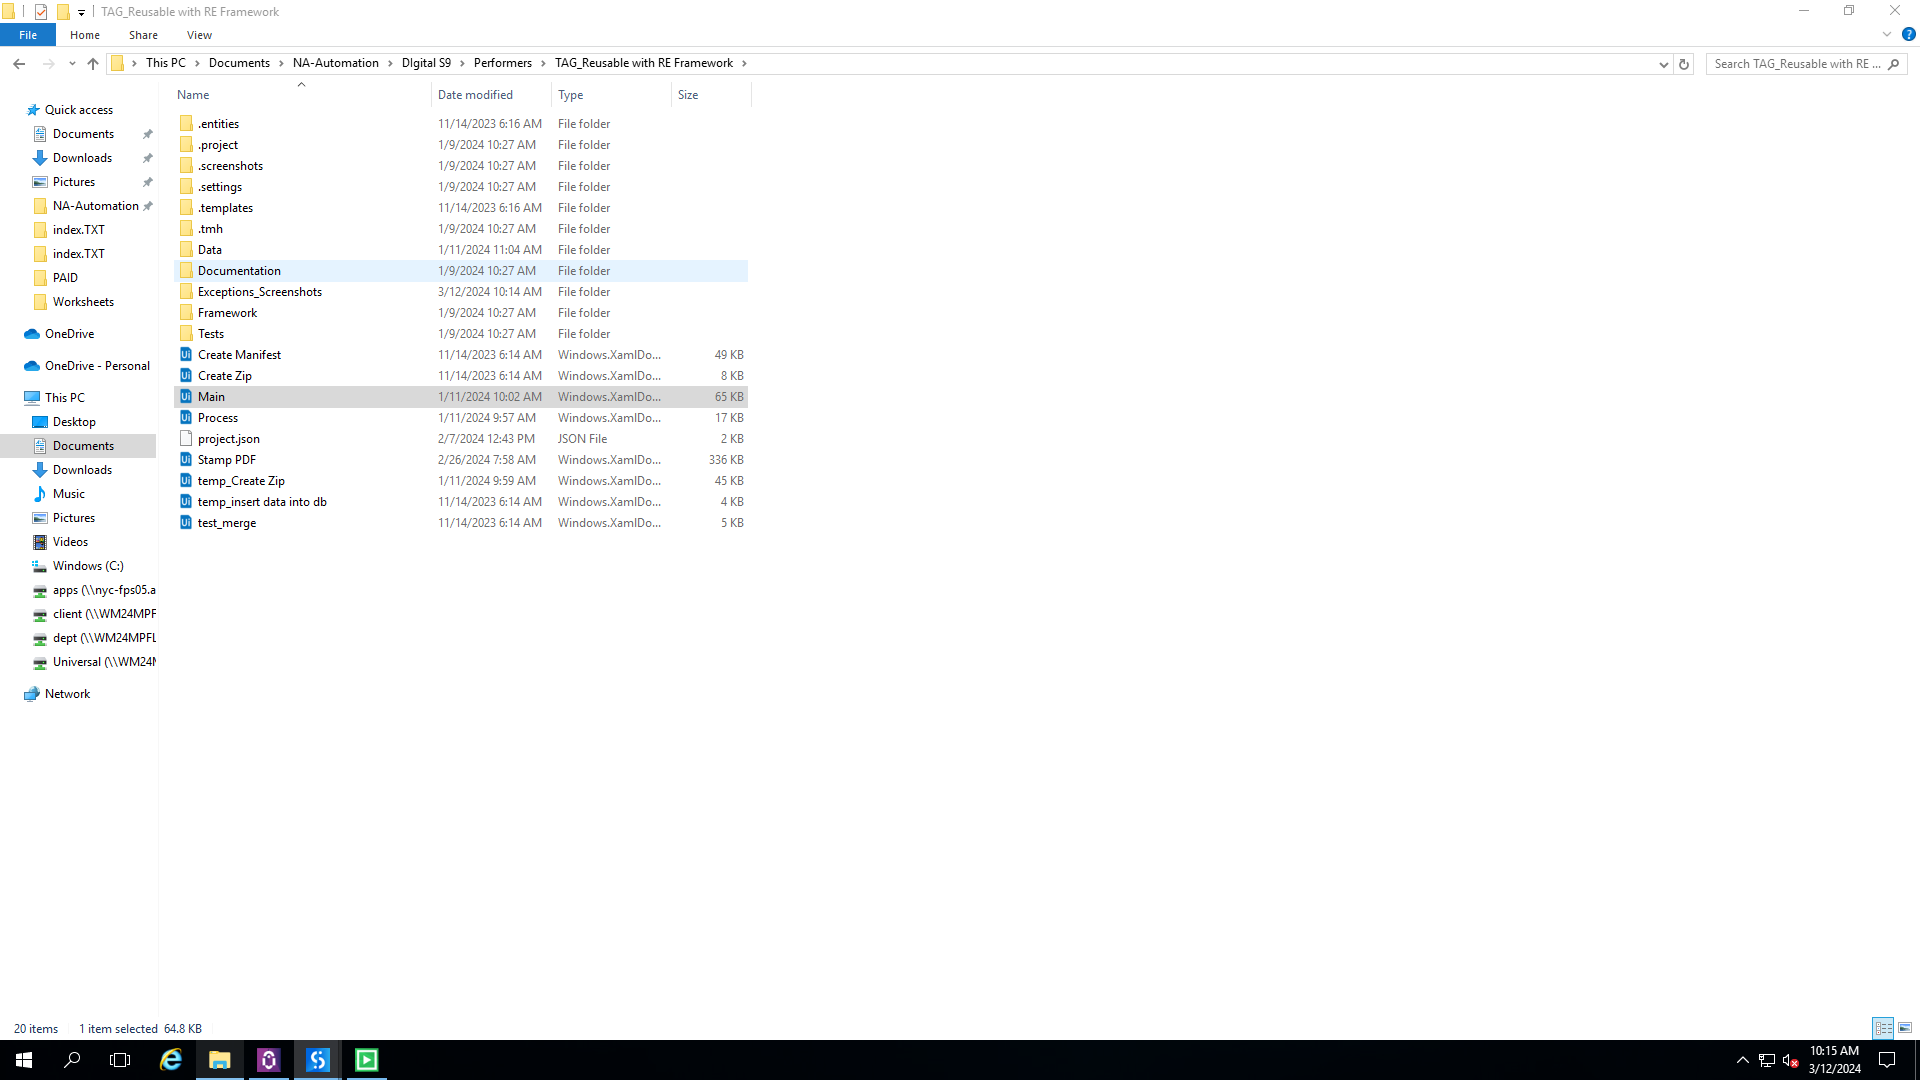 TAG_Reusable with RE Framework
File Home Share View
This PC Documents NA-Automation DIgital S9 Performers TAG_Reusable with RE Framework
Search TAG_Reusable with RE ...
Name Date modified Type Size
Quick access
Documents
Downloads
Pictures
NA-Automation
index.TXT
index.TXT
PAID
Worksheets
OneDrive
OneDrive - Personal
This PC
Desktop
Documents
Downloads
Music
Pictures
Videos
Windows (C:)
apps (\\nyc-fps05.a
client (\\WM24MPF
dept (\\WM24MPFL
Universal (\\WM24M
Network
.entities 11/14/2023 6:16 AM File folder
.project 1/9/2024 10:27 AM File folder
.screenshots 1/9/2024 10:27 AM File folder
.settings 1/9/2024 10:27 AM File folder
.templates 11/14/2023 6:16 AM File folder
.tmh 1/9/2024 10:27 AM File folder
Data 1/11/2024 11:04 AM File folder
Documentation 1/9/2024 10:27 AM File folder
Exceptions_Screenshots 3/12/2024 10:14 AM File folder
Framework 1/9/2024 10:27 AM File folder
Tests 1/9/2024 10:27 AM File folder
Create Manifest 11/14/2023 6:14 AM Windows.XamlDo... 49 KB
Create Zip 11/14/2023 6:14 AM Windows.XamlDo... 8 KB
Main 1/11/2024 10:02 AM Windows.XamlDo... 65 KB
Process 1/11/2024 9:57 AM Windows.XamlDo... 17 KB
project.json 2/7/2024 12:43 PM JSON File 2 KB
Stamp PDF 2/26/2024 7:58 AM Windows.XamlDo... 336 KB
temp_Create Zip 1/11/2024 9:59 AM Windows.XamlDo... 45 KB
temp_insert data into db 11/14/2023 6:14 AM Windows.XamlDo... 4 KB
test_merge 11/14/2023 6:14 AM Windows.XamlDo... 5 KB
20 items 1 item selected 64.8 KB
10:15 AM
3/12/2024